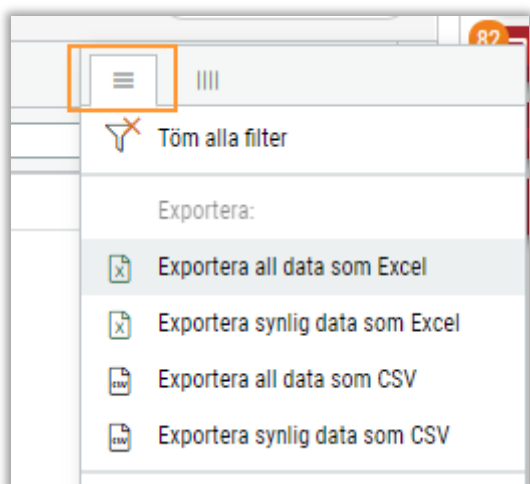 82
Töm alla filter
Exportera:
Exportera all data som Excel
Exportera synlig data som Excel
Exportera all data som CSV
Exportera synlig data som CSV